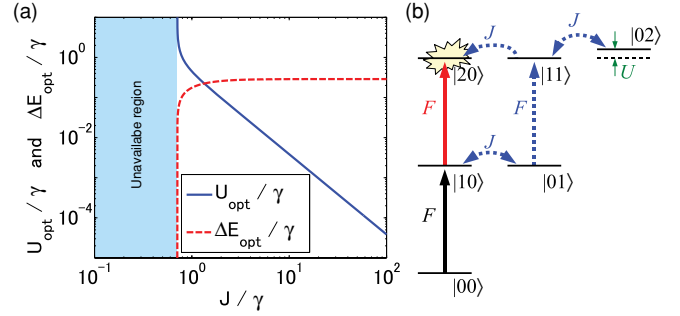 (a)
U_opt / γ and ΔE_opt / γ
10^0
10^-2
10^-4
Unavailabe region
U_opt / γ
ΔE_opt / γ
10^-1
10^0
10^1
10^2
J / γ
(b)
J
J
|02⟩
|20⟩
|11⟩
U
F
F
J
|10⟩
|01⟩
F
|00⟩